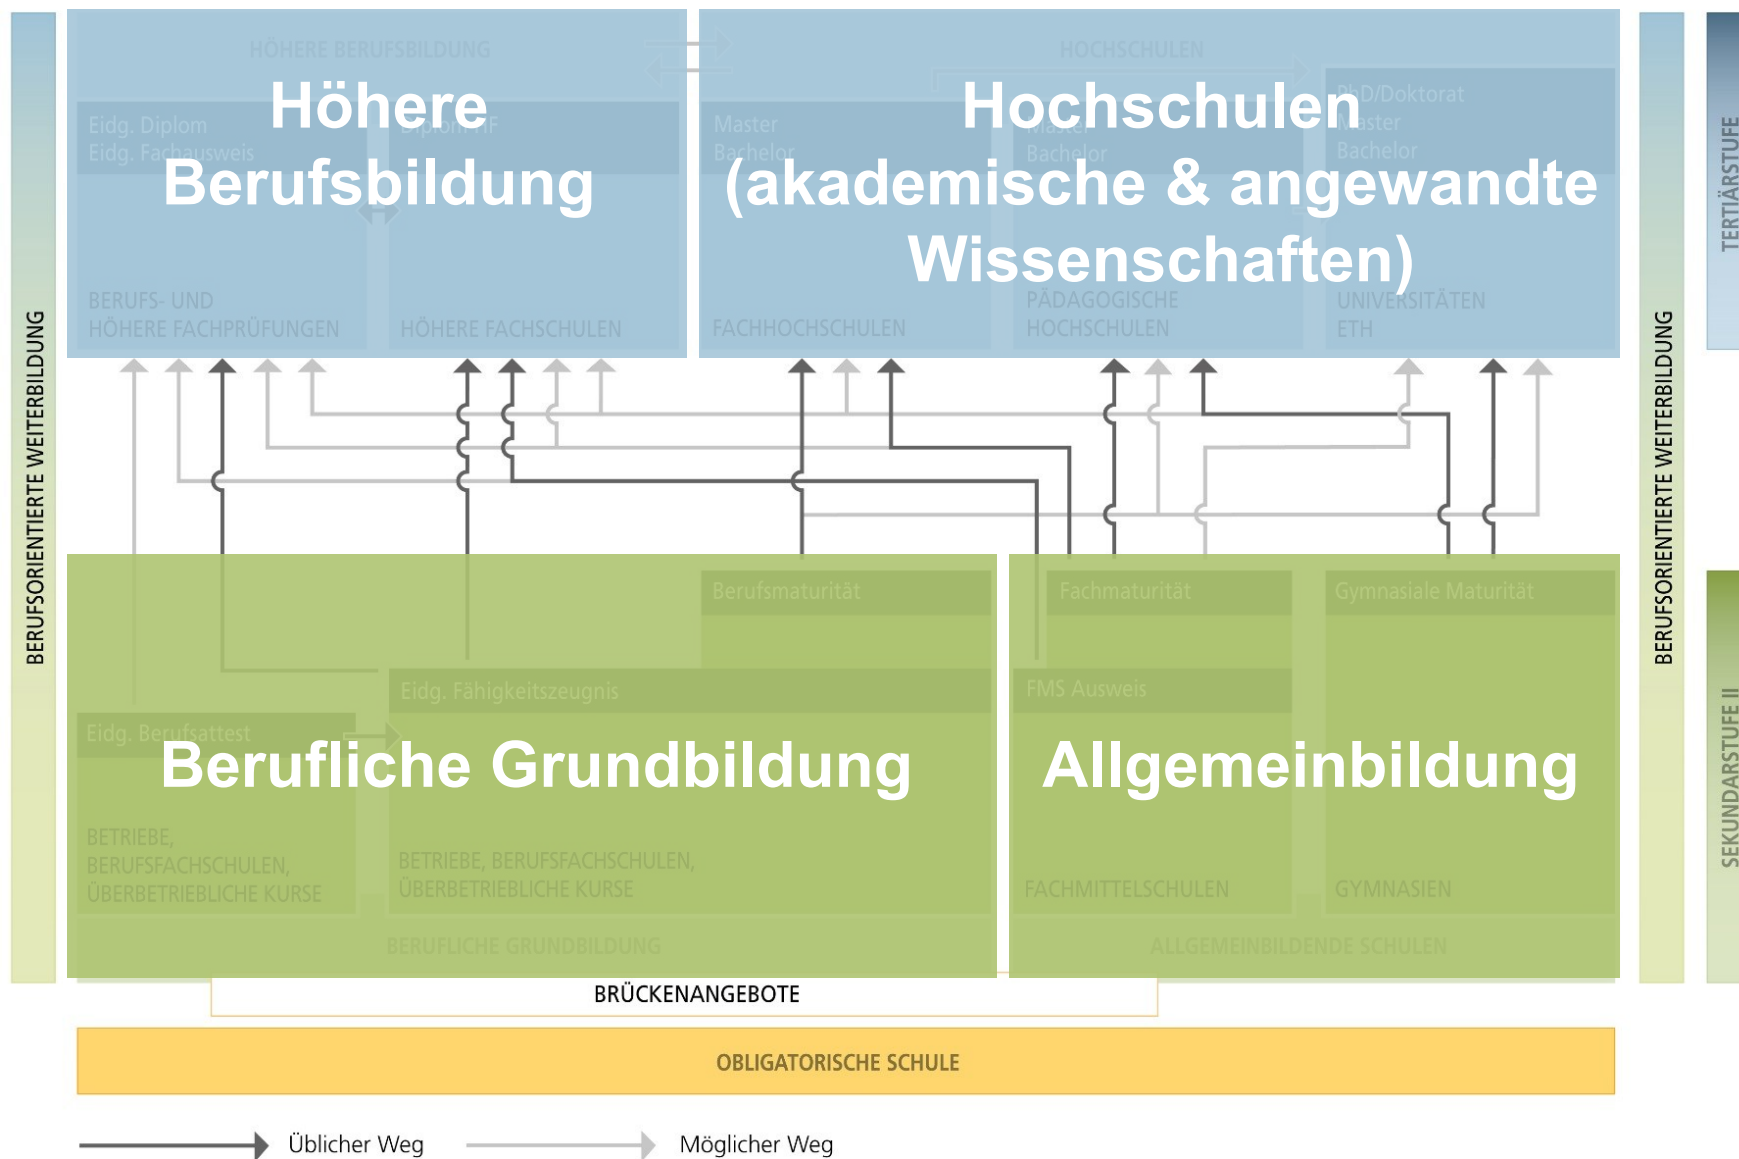 BERUFSORIENTIERTE WEITERBILDUNG
HÖHERE BERUFSBILDUNG
HOCHSCHULEN
Höhere
Berufsbildung
Hochschulen
(akademische & angewandte
Wissenschaften)
Eidg. Diplom
Eidg. Fachausweis
Diplom HF
Master
Bachelor
Master
Bachelor
PhD/Doktorat
Master
Bachelor
BERUFS- UND
HÖHERE FACHPRÜFUNGEN
HÖHERE FACHSCHULEN
FACHHOCHSCHULEN
PÄDAGOGISCHE
HOCHSCHULEN
UNIVERSITÄTEN
ETH
BERUFSORIENTIERTE WEITERBILDUNG
TERTIÄRSTUFE
Berufsmaturität
Fachmaturität
Gymnasiale Maturität
Eidg. Fähigkeitszeugnis
FMS Ausweis
Eidg. Berufsattest
Berufliche Grundbildung
Allgemeinbildung
BETRIEBE,
BERUFSFACHSCHULEN,
ÜBERBETRIEBLICHE KURSE
BETRIEBE, BERUFSFACHSCHULEN,
ÜBERBETRIEBLICHE KURSE
FACHMITTELSCHULEN
GYMNASIEN
BERUFLICHE GRUNDBILDUNG
ALLGEMEINBILDENDE SCHULEN
SEKUNDARSTUFE II
BRÜCKENANGEBOTE
OBLIGATORISCHE SCHULE
Üblicher Weg
Möglicher Weg